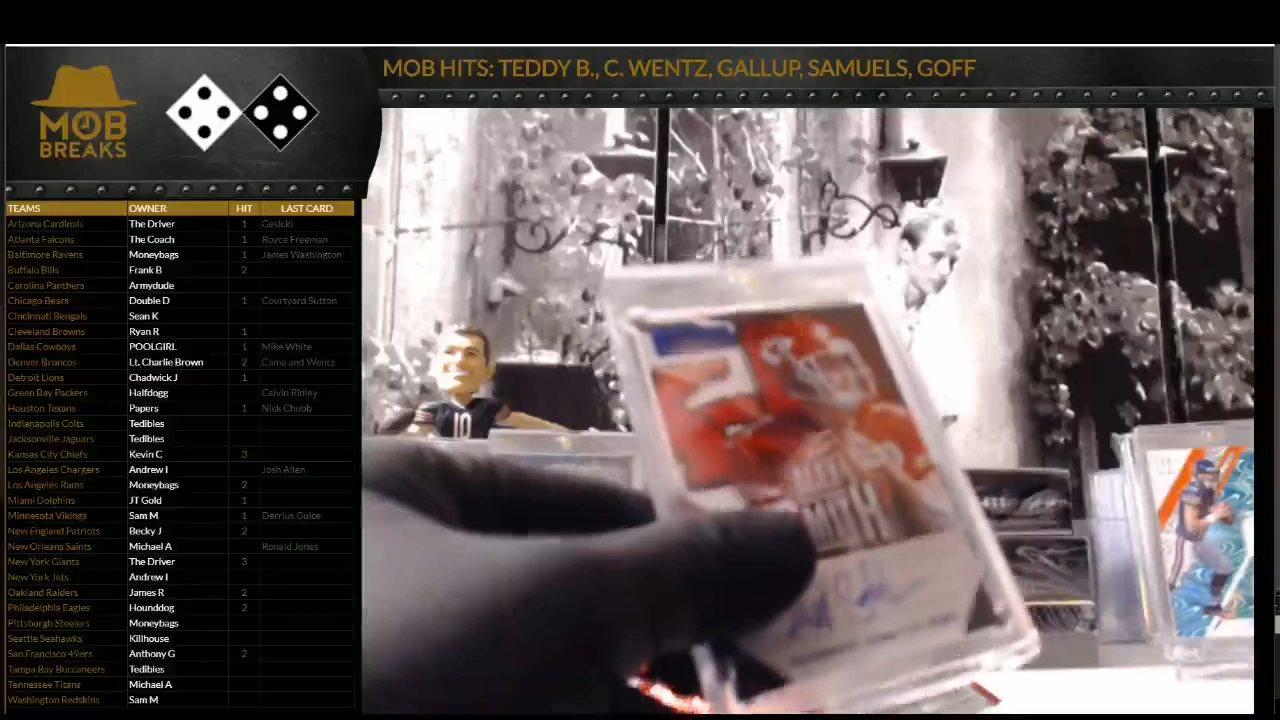 MOB HITS: TEDDY B., C. WENTZ, GALLUP, SAMUELS, GOFF
MOB
BREAKS
TEAMS OWNER HIT LAST CARD
Arizona Cardinals The Driver 1 Gesicki
Atlanta Falcons The Coach 1 Royce Freeman
Baltimore Ravens Moneybags 1 James Washington
Buffalo Bills Frank B 2
Carolina Panthers Armydude
Chicago Bears Double D 1 Courtyard Sutton
Cincinnati Bengals Sean K
Cleveland Browns Ryan R 1
Dallas Cowboys POOLGIRL 1 Mike White
Denver Broncos Lt. Charlie Brown 2 Came and Wentz
Detroit Lions Chadwick J 1
Green Bay Packers Halfdogg Calvin Ridley
Houston Texans Papers 1 Nick Chubb
Indianapolis Colts Tedibles
Jacksonville Jaguars Tedibles
Kansas City Chiefs Kevin C 3
Los Angeles Chargers Andrew I Josh Allen
Los Angeles Rams Moneybags 2
Miami Dolphins JT Gold 1
Minnesota Vikings Sam M 1 Derrius Guice
New England Patriots Becky J 2
New Orleans Saints Michael A Ronald Jones
New York Giants The Driver 3
New York Jets Andrew I
Oakland Raiders James R 2
Philadelphia Eagles Hounddog 2
Pittsburgh Steelers Moneybags
Seattle Seahawks Killhouse
San Francisco 49ers Anthony G 2
Tampa Bay Buccaneers Tedibles
Tennessee Titans Michael A
Washington Redskins Sam M
10